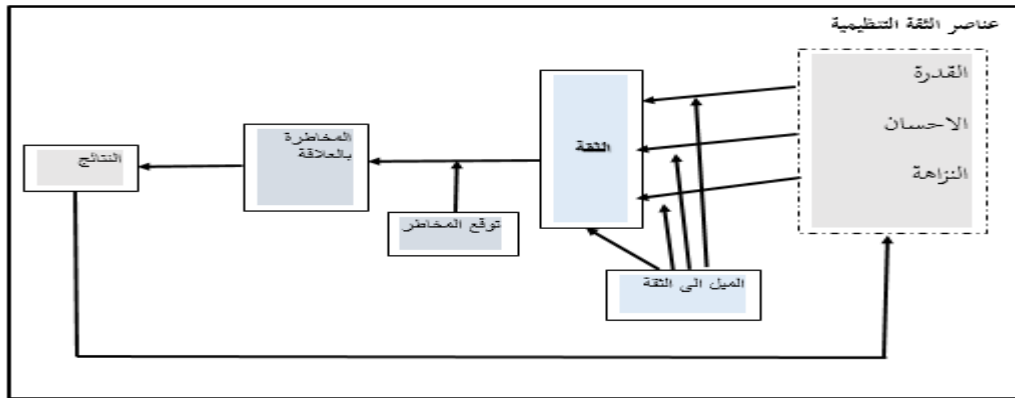 عناصر الثقة التنظيمية
القدرة
الاحسان
النزاهة
الثقة
المخاطرة
بالعلاقة
النتائج
توقع المخاطر
الميل الى الثقة